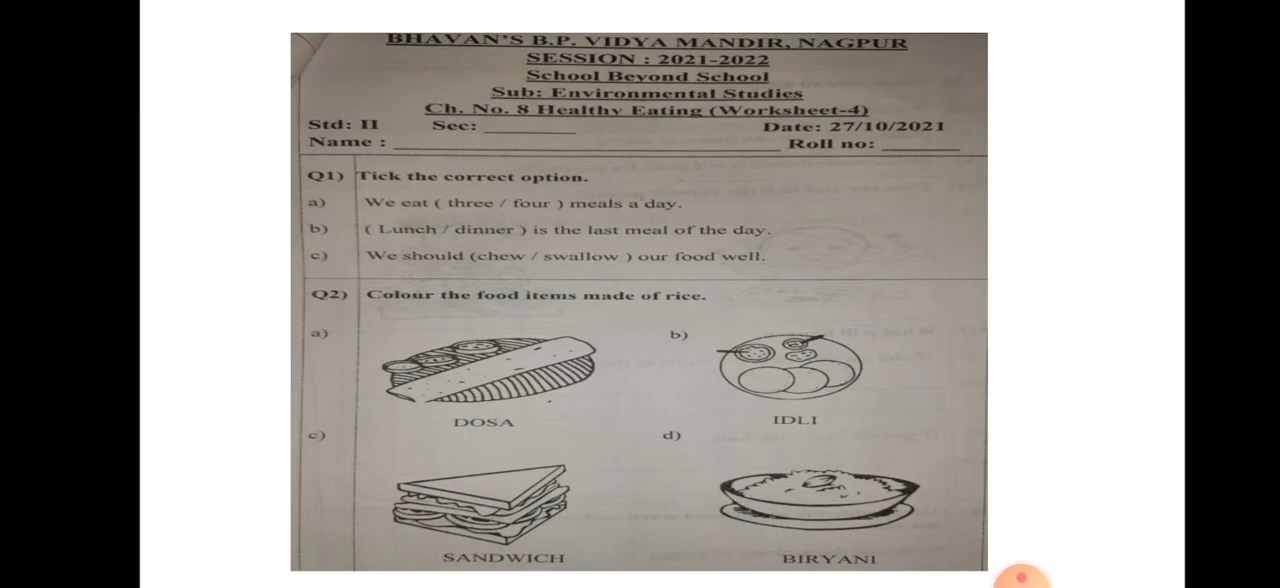 BHAVAN'S B.P. VIDYA MANDIR, NAGPUR
SESSION : 2021-2022
School Beyond School
Sub: Environmental Studies
Ch. No. 8 Healthy Eating (Worksheet-4)
Std: II Sec: ________ Date: 27/10/2021
Name : ________ Roll no: ________
Q1) Tick the correct option.
a) We eat ( three / four ) meals a day.
b) ( Lunch / dinner ) is the last meal of the day.
c) We should (chew / swallow ) our food well.
Q2) Colour the food items made of rice.
a) b)
DOSA IDLI
c) d)
SANDWICH BIRYANI